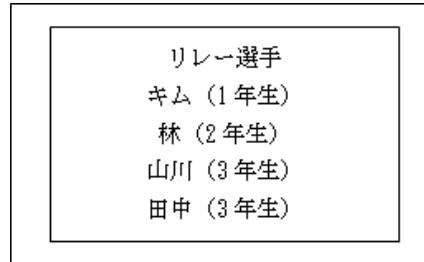 リレー選手
キム（1年生）
林（2年生）
山川（3年生）
田中（3年生）